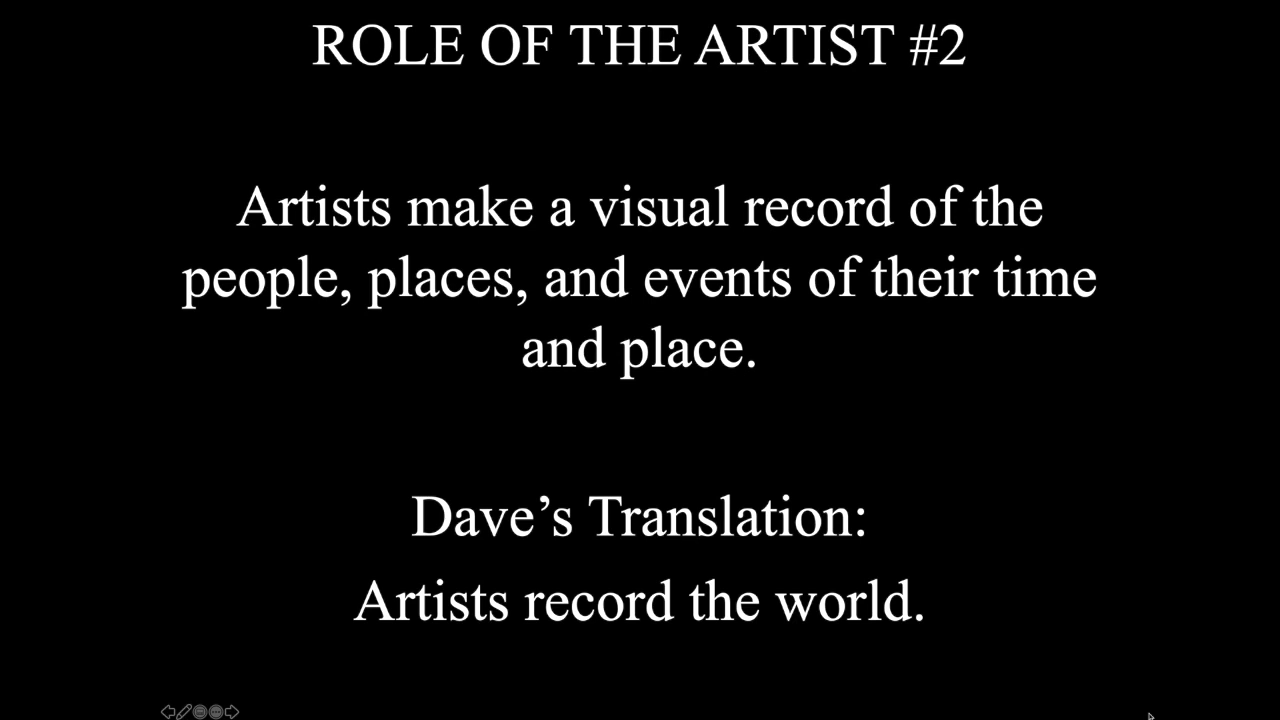 ROLE OF THE ARTIST #2
Artists make a visual record of the
people, places, and events of their time
and place.
Dave’s Translation:
Artists record the world.